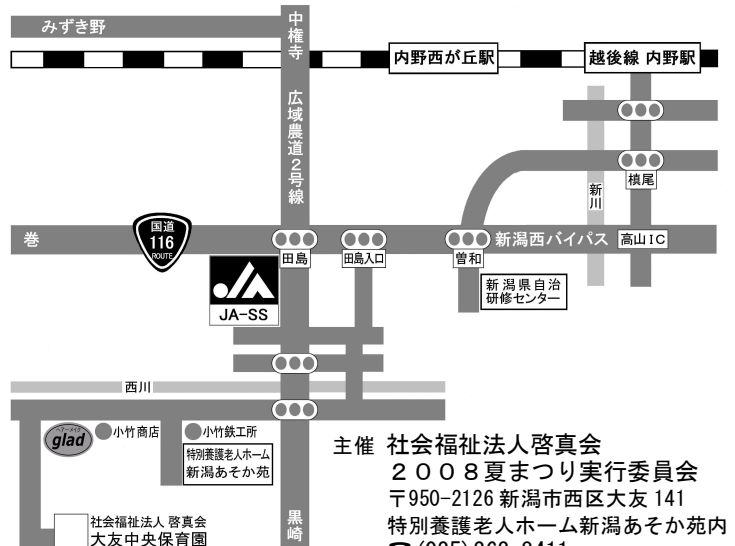 みずき野
中権寺
内野西が丘駅
越後線 内野駅
広域農道2号線
槙尾
新川
巻
国道
116
ROUTE
田島
田島入口
曽和
新潟西バイパス
高山IC
新潟県自治
研修センター
JA-SS
西川
ヘアーメイク
glad
小竹商店
小竹鉄工所
特別養護老人ホーム
新潟あそか苑
黒崎
社会福祉法人 啓真会
大友中央保育園
主催 社会福祉法人啓真会
2008夏まつり実行委員会
〒950-2126 新潟市西区大友 141
特別養護老人ホーム新潟あそか苑内